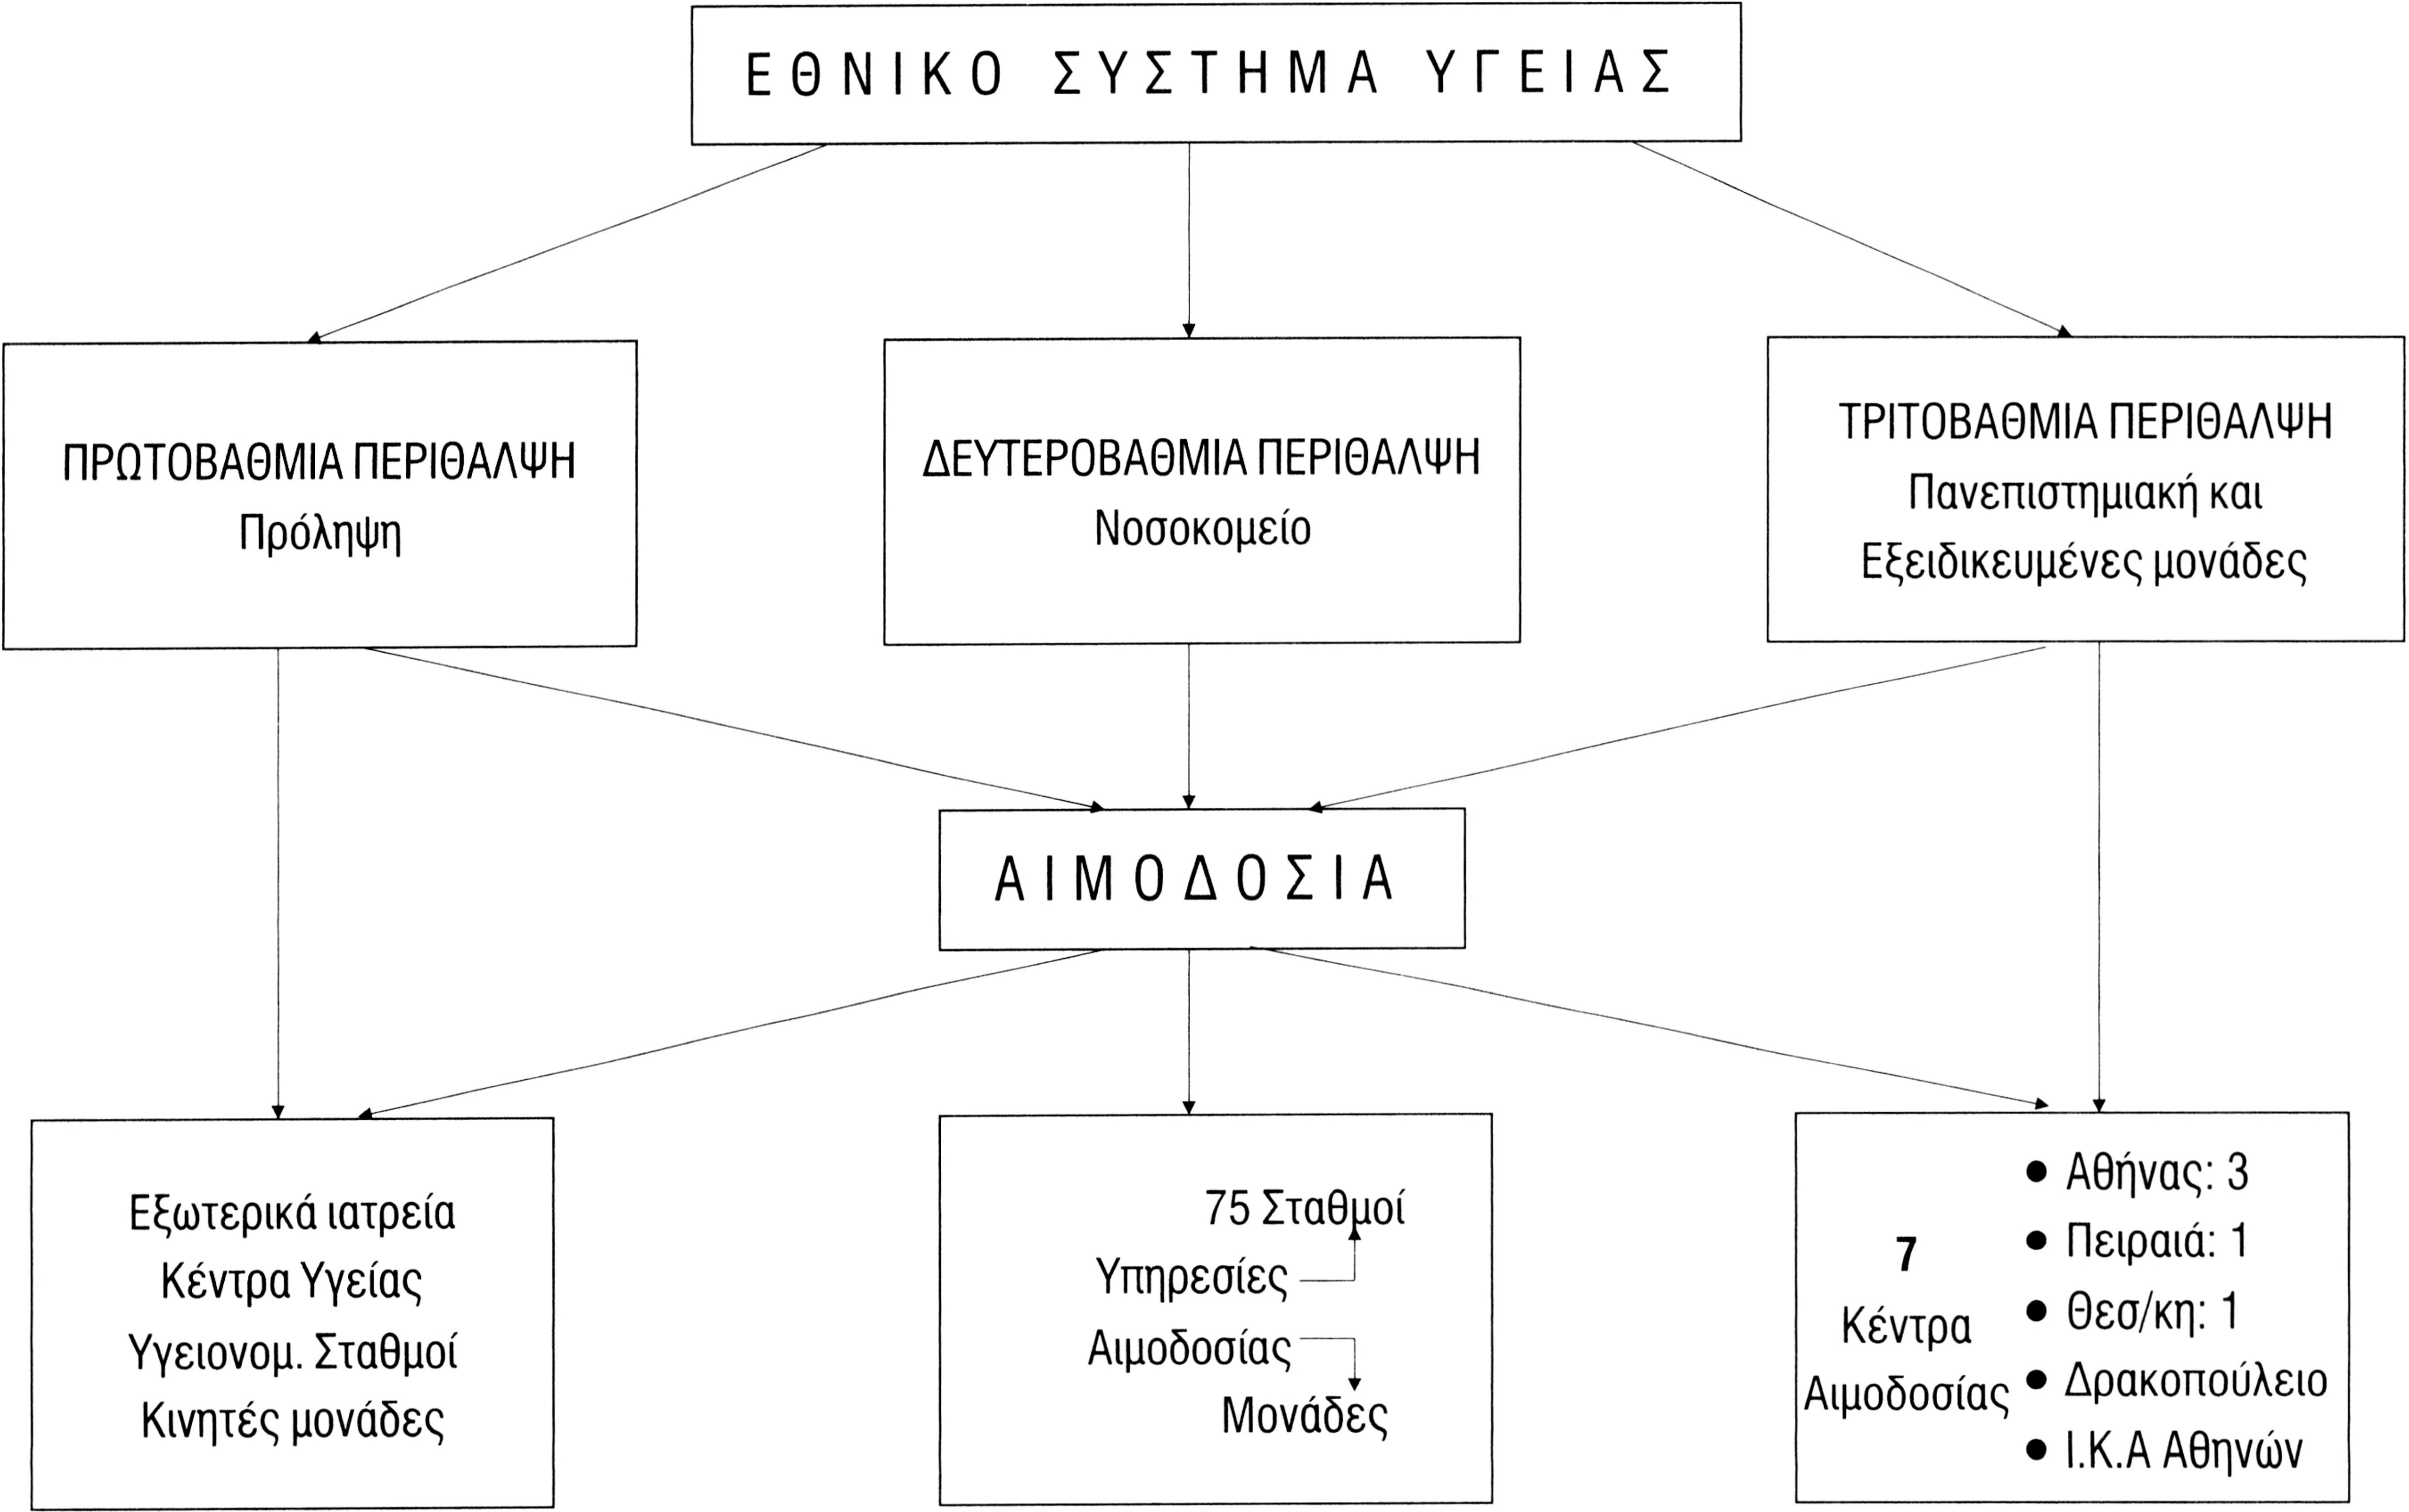 ΕΘΝΙΚΟ ΣΥΣΤΗΜΑ ΥΓΕΙΑΣ
ΠΡΩΤΟΒΑΘΜΙΑ ΠΕΡΙΘΑΛΨΗ
Πρόληψη
ΔΕΥΤΕΡΟΒΑΘΜΙΑ ΠΕΡΙΘΑΛΨΗ
Νοσοκομείο
ΤΡΙΤΟΒΑΘΜΙΑ ΠΕΡΙΘΑΛΨΗ
Πανεπιστημιακή και
Εξειδικευμένες μονάδες
ΑΙΜΟΔΟΣΙΑ
Εξωτερικά ιατρεία
Κέντρα Υγείας
Υγειονομ. Σταθμοί
Κινητές μονάδες
75 Σταθμοί
Υπηρεσίες
Αιμοδοσίας
Μονάδες
7
Κέντρα
Αιμοδοσίας
● Αθήνας: 3
● Πειραιά: 1
● Θεσ/κη: 1
● Δρακοπούλειο
● Ι.Κ.Α Αθηνών